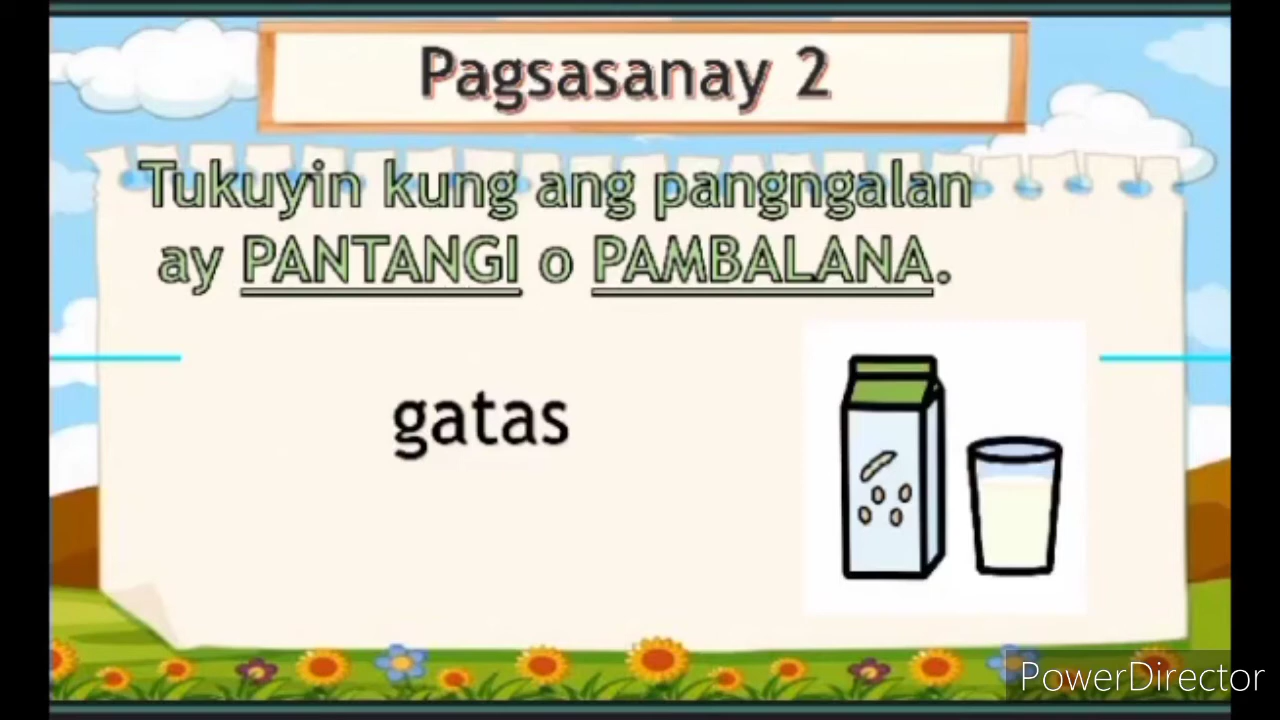 Pagsasanay 2
Tukuyin kung ang pangngalan
ay PANTANGI o PAMBALANA.
gatas
PowerDirector